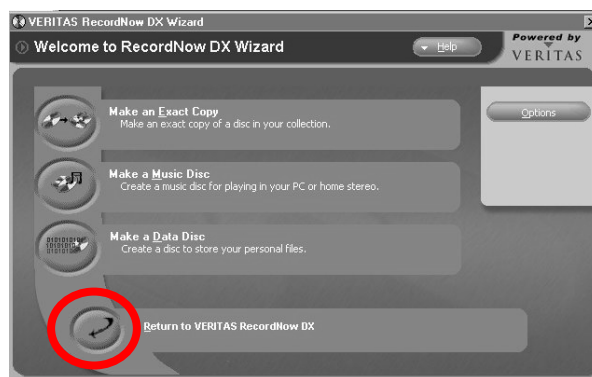 VERITAS RecordNow DX Wizard
Welcome to RecordNow DX Wizard
Help
Powered by
VERITAS
Make an Exact Copy
Make an exact copy of a disc in your collection.
Options
Make a Music Disc
Create a music disc for playing in your PC or home stereo.
Make a Data Disc
Create a disc to store your personal files.
Return to VERITAS RecordNow DX